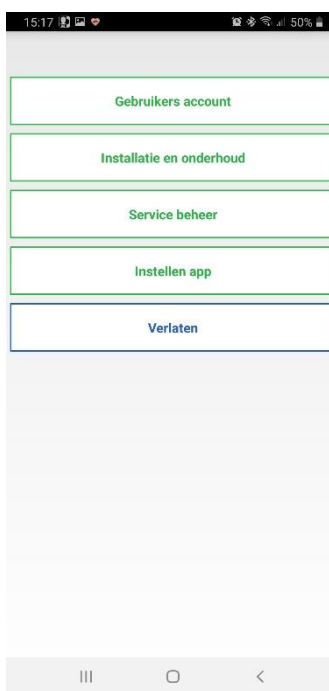 15:17 50%
Gebruikers account
Installatie en onderhoud
Service beheer
Instellen app
Verlaten